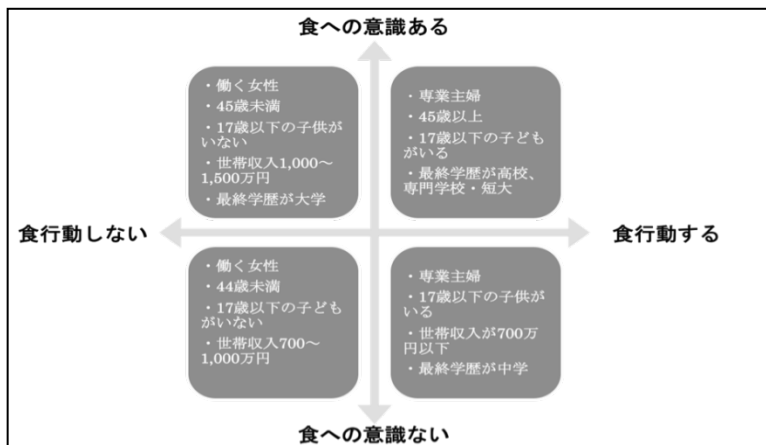 食への意識ある
・働く女性
・45歳未満
・17歳以下の子供が
いない
・世帯収入1,000～
1,500万円
・最終学歴が大学
・専業主婦
・45歳以上
・17歳以下の子ども
がいる
・最終学歴が高校、
専門学校・短大
食行動しない
食行動する
・働く女性
・44歳未満
・17歳以下の子ども
がいない
・世帯収入700～
1,000万円
・専業主婦
・17歳以下の子供が
いる
・世帯収入が700万
円以下
・最終学歴が中学
食への意識ない